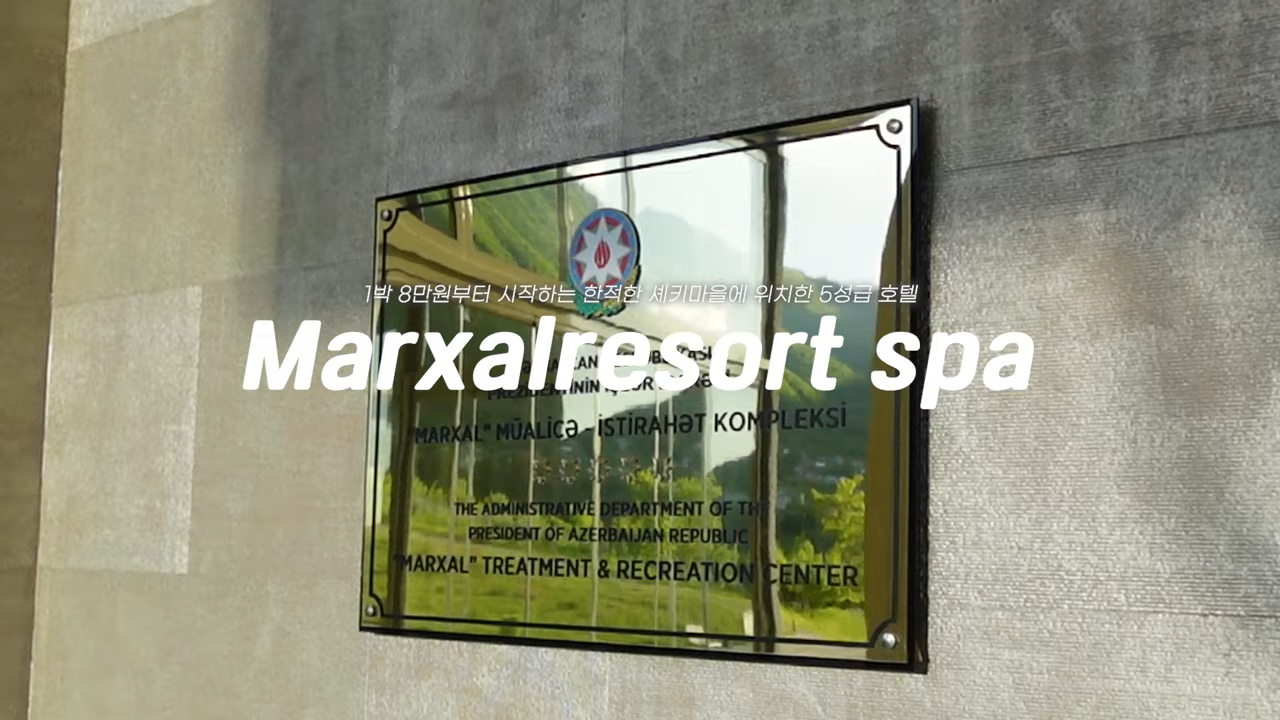 1박 8만원부터 시작하는 한적한 셰키마을에 위치한 5성급 호텔
Marxalresort spa
"MARXAL" MÜALİCƏ - İSTİRAHƏT KOMPLEKSİ
THE ADMINISTRATIVE DEPARTMENT OF THE
PRESIDENT OF AZERBAIJAN REPUBLIC
"MARXAL" TREATMENT & RECREATION CENTER